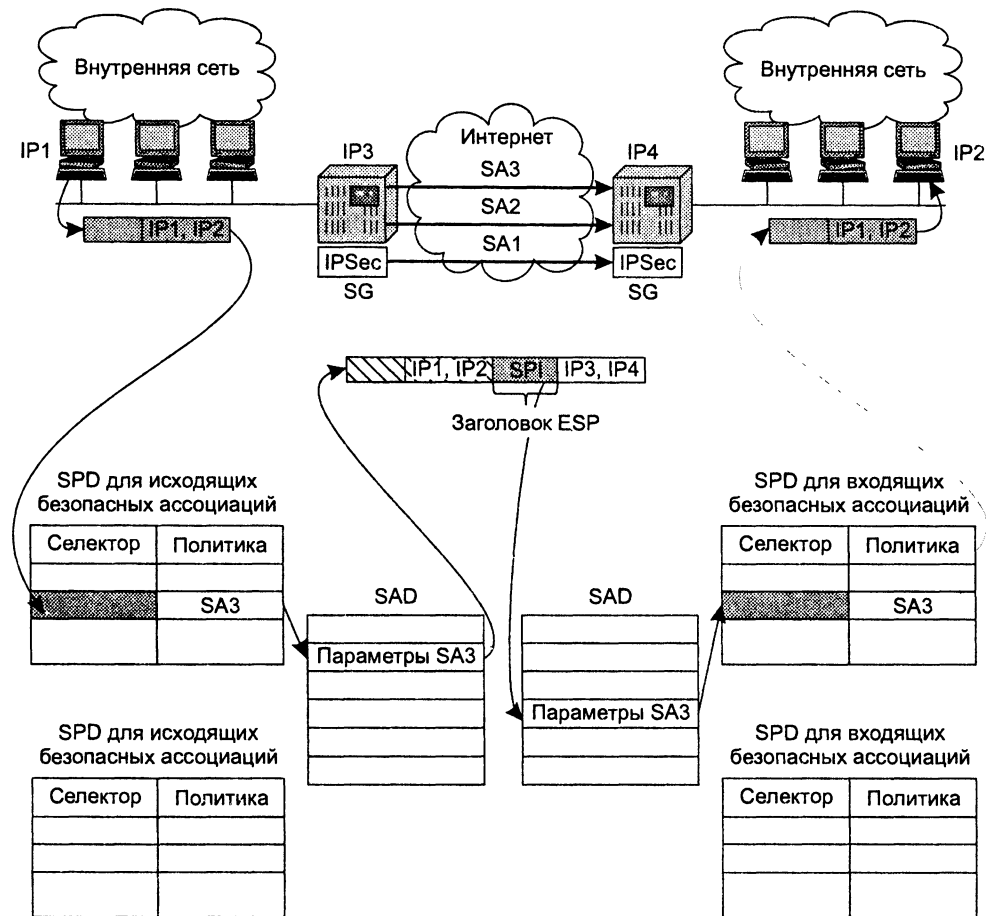 Внутренняя сеть
Внутренняя сеть
Интернет
IP1
IP3
IP4
IP2
SA3
SA2
SA1
IP1, IP2
IP1, IP2
IPSec
IPSec
SG
SG
IP1, IP2 SPI IP3, IP4
Заголовок ESP
SPD для исходящих
безопасных ассоциаций
Селектор Политика
SA3
SAD
Параметры SA3
SAD
Параметры SA3
SPD для входящих
безопасных ассоциаций
Селектор Политика
SA3
SPD для исходящих
безопасных ассоциаций
Селектор Политика
SPD для входящих
безопасных ассоциаций
Селектор Политика